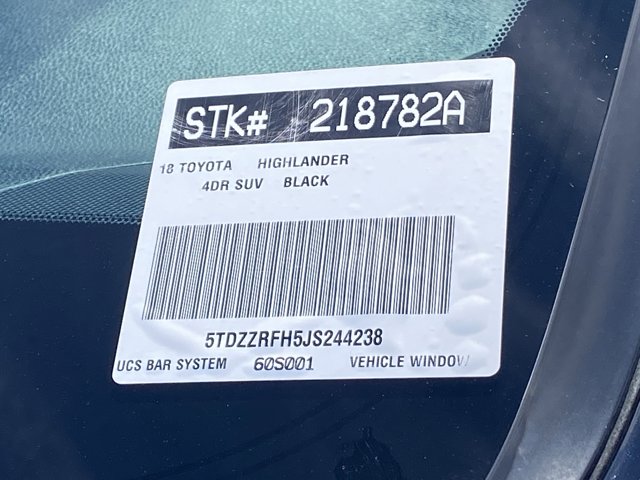 STK# 218782A
18 TOYOTA HIGHLANDER
4DR SUV BLACK
5TDZZRFH5JS244238
UCS BAR SYSTEM 60S001 VEHICLE WINDOW